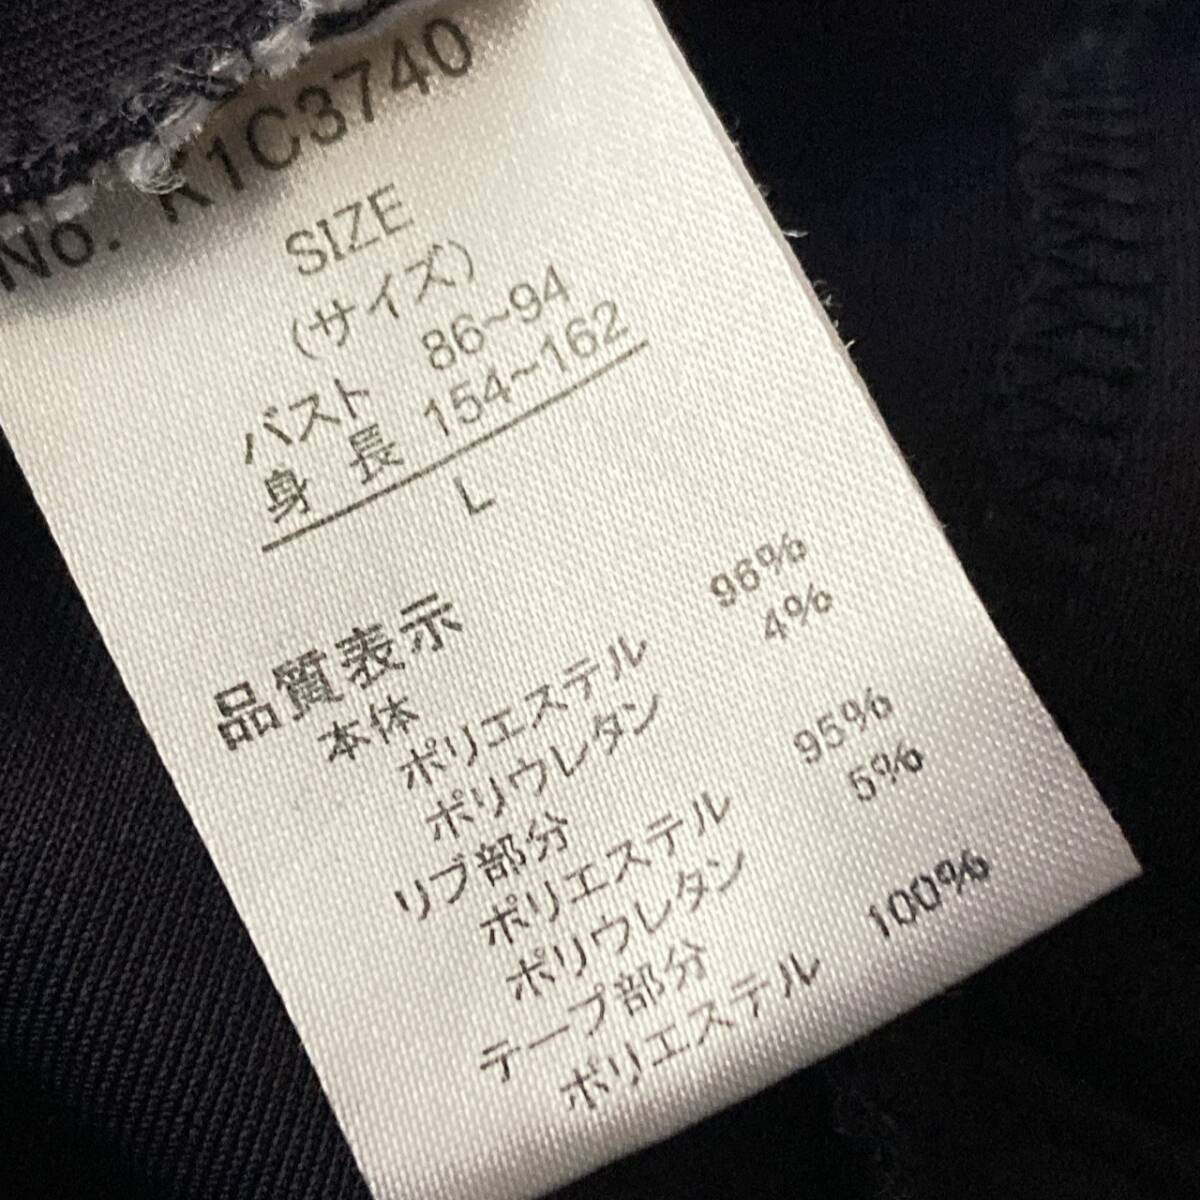 No. K1C3740
SIZE
(サイズ)
バスト 86~94
身 長 154~162
L
品質表示
本体
ポリエステル 96%
ポリウレタン 4%
リブ部分
ポリエステル 95%
ポリウレタン 5%
テープ部分
ポリエステル 100%